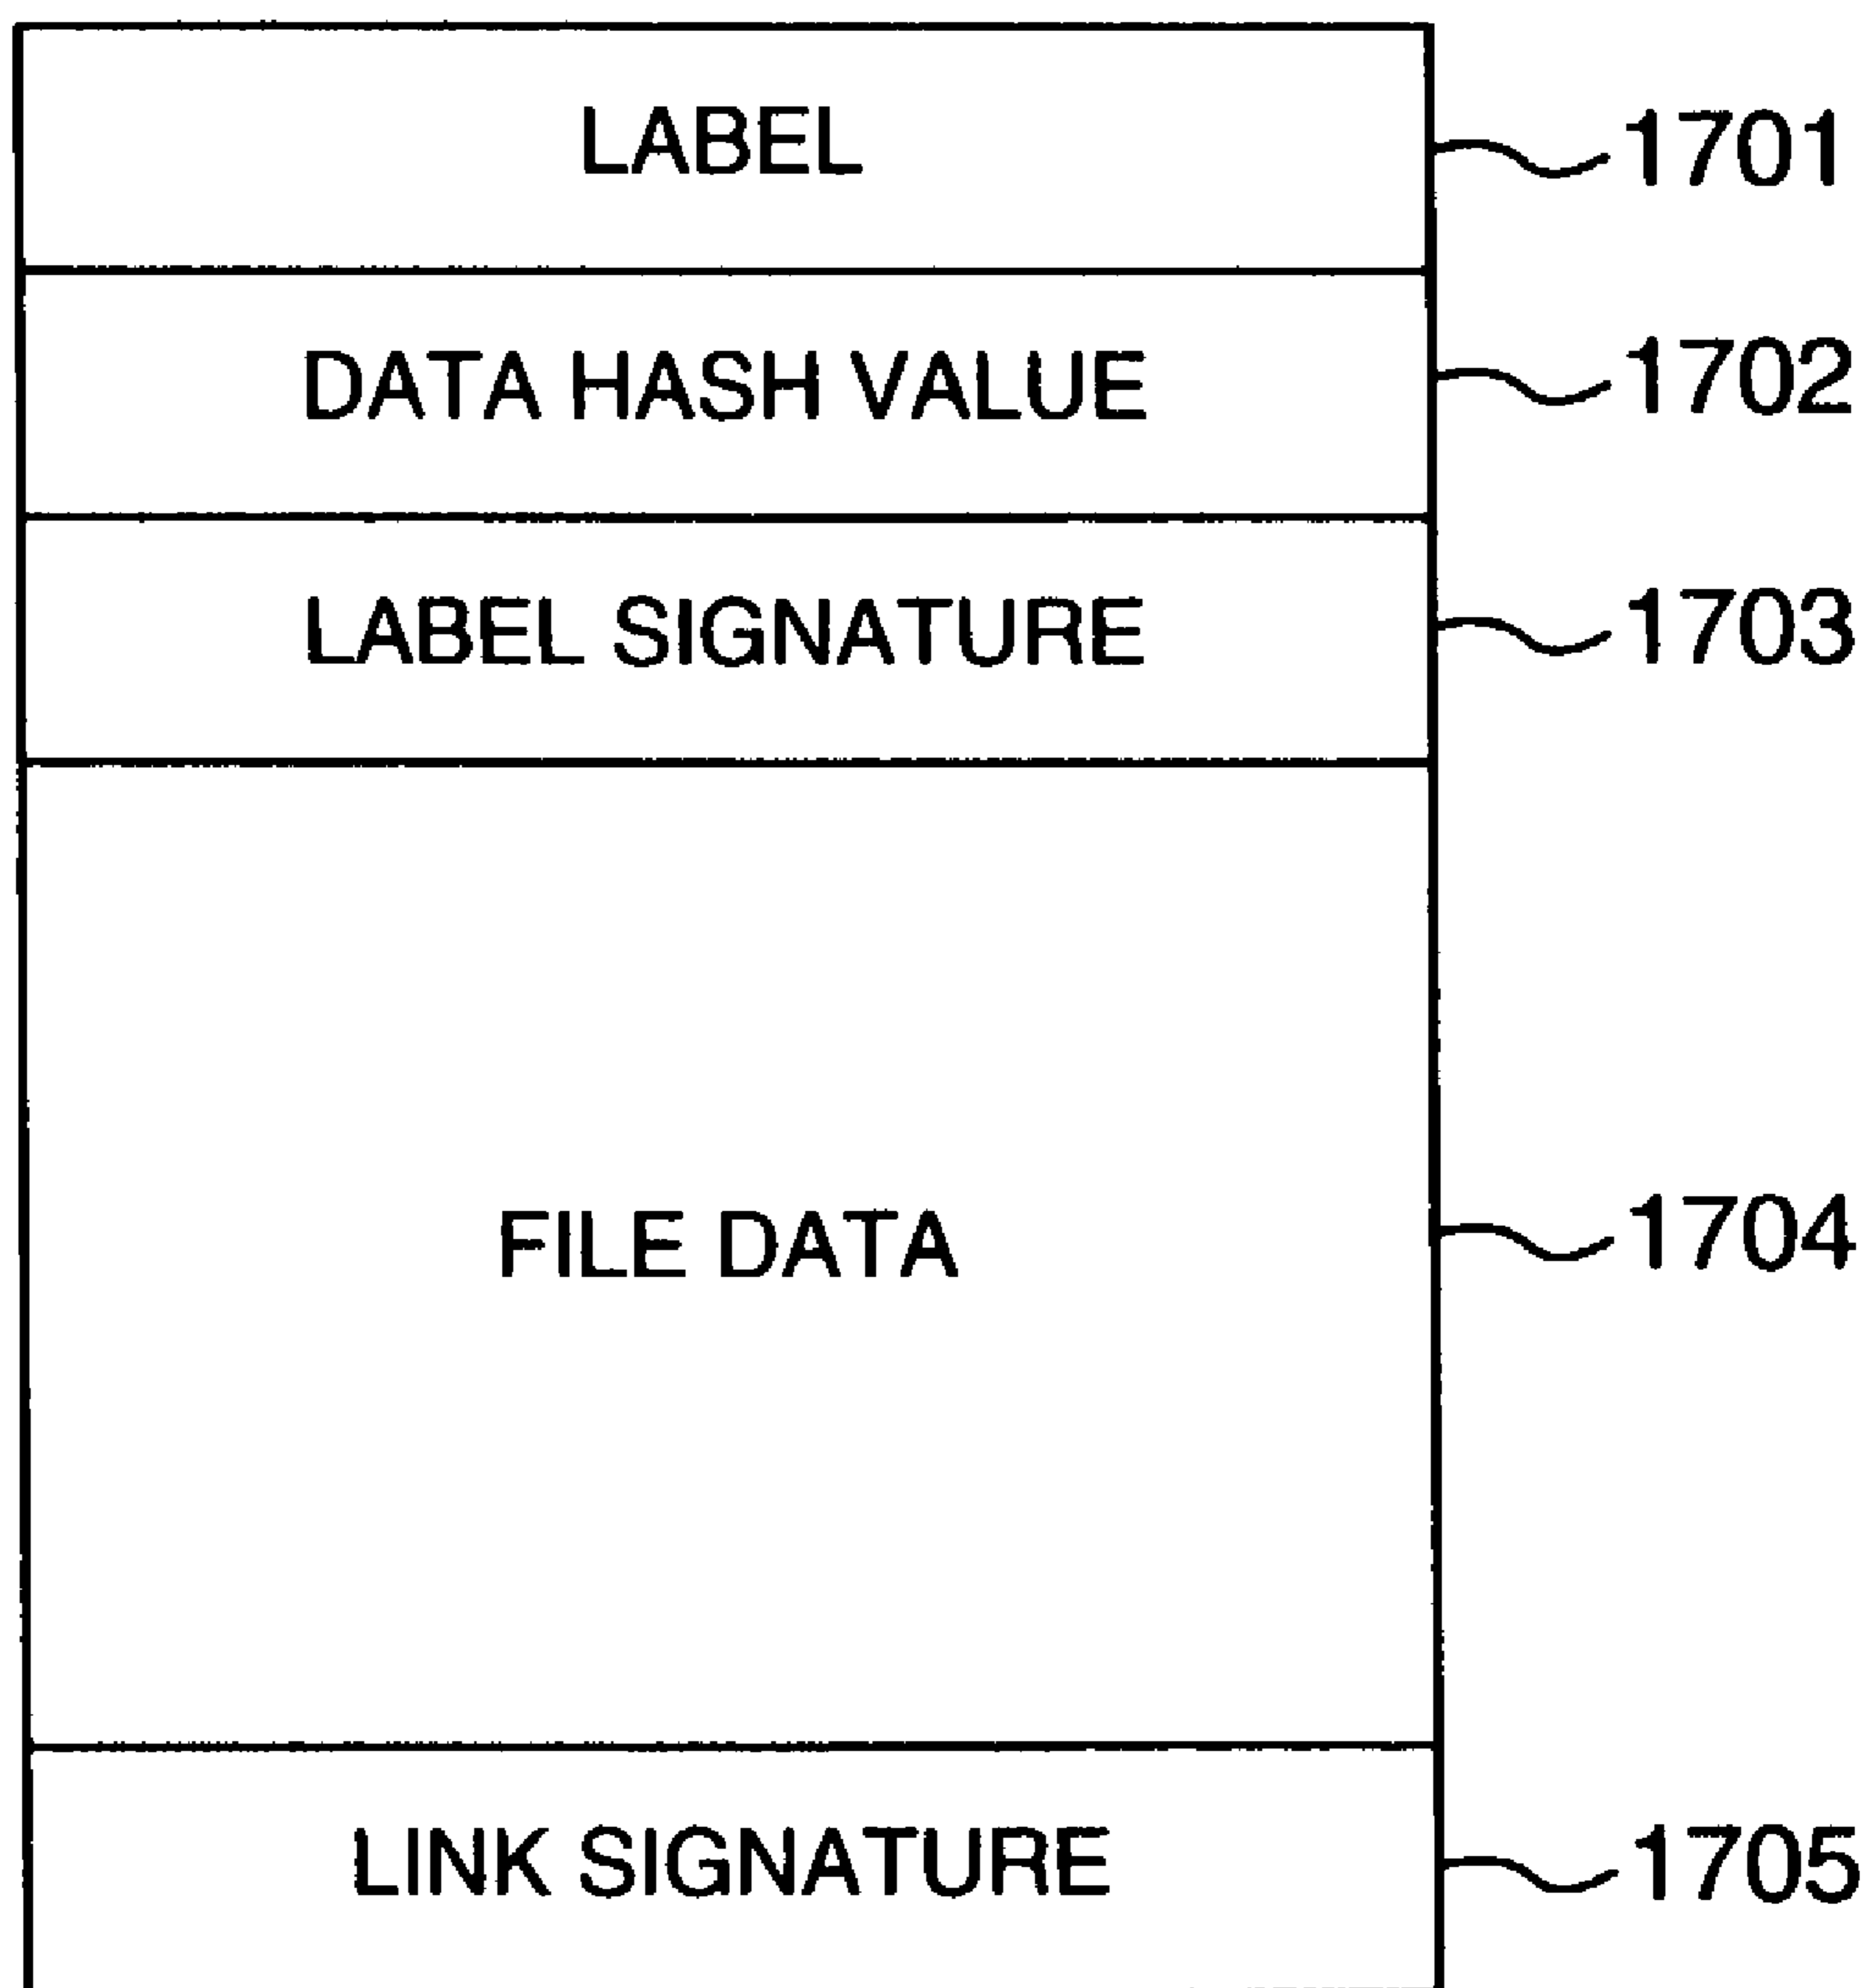 LABEL 1701
DATA HASH VALUE 1702
LABEL SIGNATURE 1703
FILE DATA 1704
LINK SIGNATURE 1705